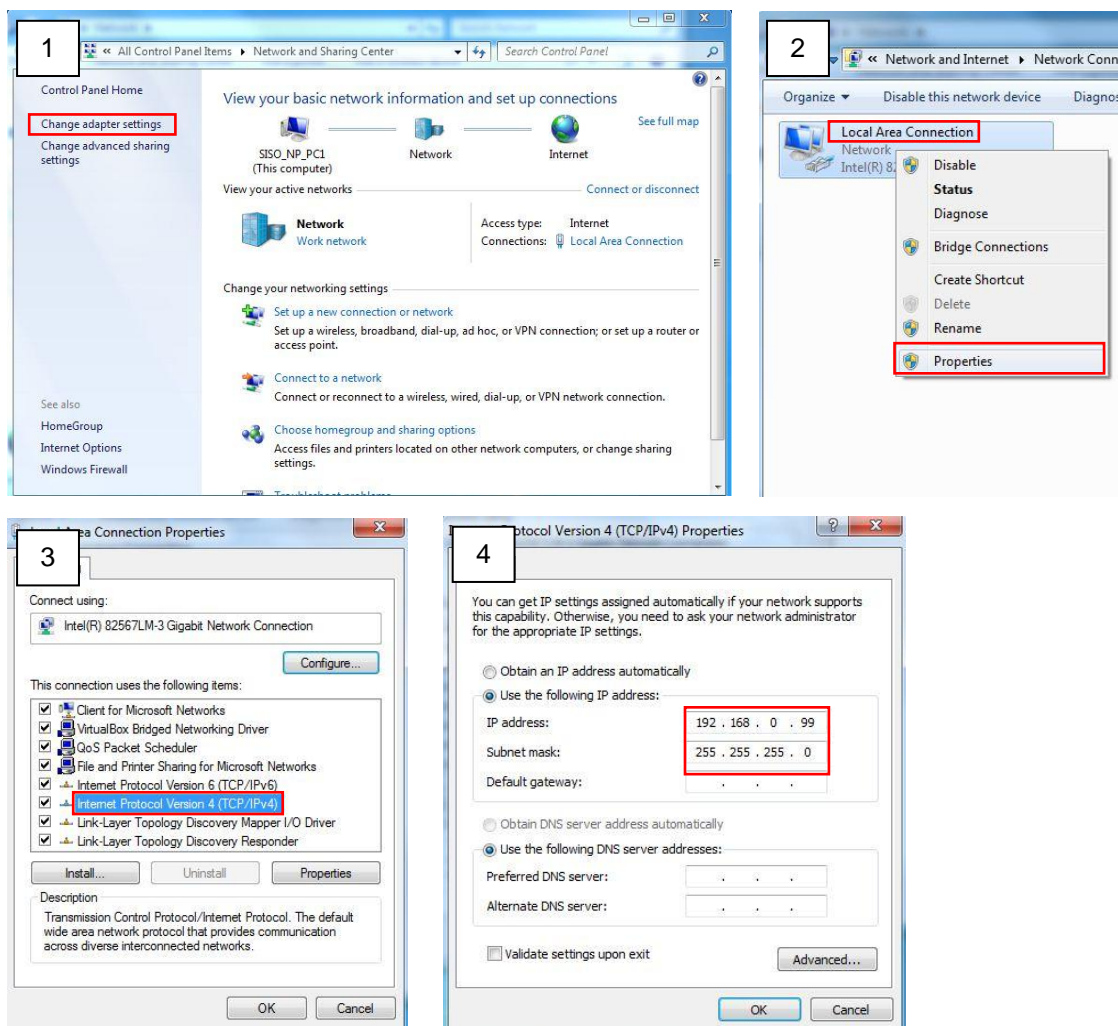 1
« All Control Panel Items ▸ Network and Sharing Center
Search Control Panel
Control Panel Home
Change adapter settings
Change advanced sharing
settings
See also
HomeGroup
Internet Options
Windows Firewall
View your basic network information and set up connections
See full map
SISO_NP_PC1
(This computer)
Network
Internet
View your active networks
Connect or disconnect
Network
Work network
Access type: Internet
Connections: Local Area Connection
Change your networking settings
Set up a new connection or network
Set up a wireless, broadband, dial-up, ad hoc, or VPN connection; or set up a router or
access point.
Connect to a network
Connect or reconnect to a wireless, wired, dial-up, or VPN network connection.
Choose homegroup and sharing options
Access files and printers located on other network computers, or change sharing
settings.
Troubleshoot problems
2
« Network and Internet ▸ Network Conn
Organize Disable this network device Diagnos
Local Area Connection
Network
Intel(R) 82
Disable
Status
Diagnose
Bridge Connections
Create Shortcut
Delete
Rename
Properties
3
Area Connection Properties
Connect using:
Intel(R) 82567LM-3 Gigabit Network Connection
Configure...
This connection uses the following items:
Client for Microsoft Networks
VirtualBox Bridged Networking Driver
QoS Packet Scheduler
File and Printer Sharing for Microsoft Networks
Internet Protocol Version 6 (TCP/IPv6)
Internet Protocol Version 4 (TCP/IPv4)
Link-Layer Topology Discovery Mapper I/O Driver
Link-Layer Topology Discovery Responder
Install... Uninstall Properties
Description
Transmission Control Protocol/Internet Protocol. The default
wide area network protocol that provides communication
across diverse interconnected networks.
OK Cancel
4
otocol Version 4 (TCP/IPv4) Properties
You can get IP settings assigned automatically if your network supports
this capability. Otherwise, you need to ask your network administrator
for the appropriate IP settings.
Obtain an IP address automatically
Use the following IP address:
IP address: 192 . 168 . 0 . 99
Subnet mask: 255 . 255 . 255 . 0
Default gateway: . . .
Obtain DNS server address automatically
Use the following DNS server addresses:
Preferred DNS server: . . .
Alternate DNS server: . . .
Validate settings upon exit
Advanced...
OK Cancel